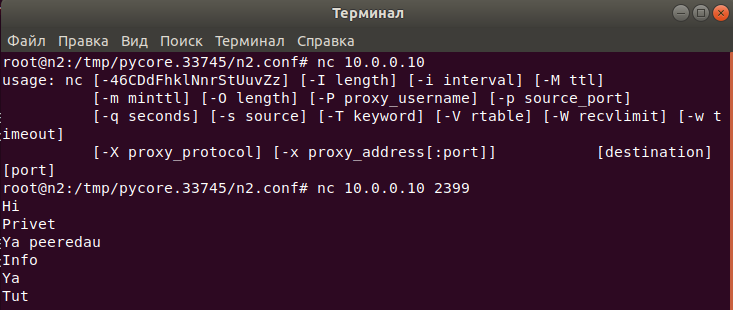 Терминал
Файл Правка Вид Поиск Терминал Справка
root@n2:/tmp/pycore.33745/n2.conf# nc 10.0.0.10
usage: nc [-46CDdFhklNnrStUuvZz] [-I length] [-i interval] [-M ttl]
[-m minttl] [-O length] [-P proxy_username] [-p source_port]
[-q seconds] [-s source] [-T keyword] [-V rtable] [-W recvlimit] [-w t
imeout]
[-X proxy_protocol] [-x proxy_address[:port]] [destination]
[port]
root@n2:/tmp/pycore.33745/n2.conf# nc 10.0.0.10 2399
Hi
Privet
Ya peeredau
Info
Ya
Tut